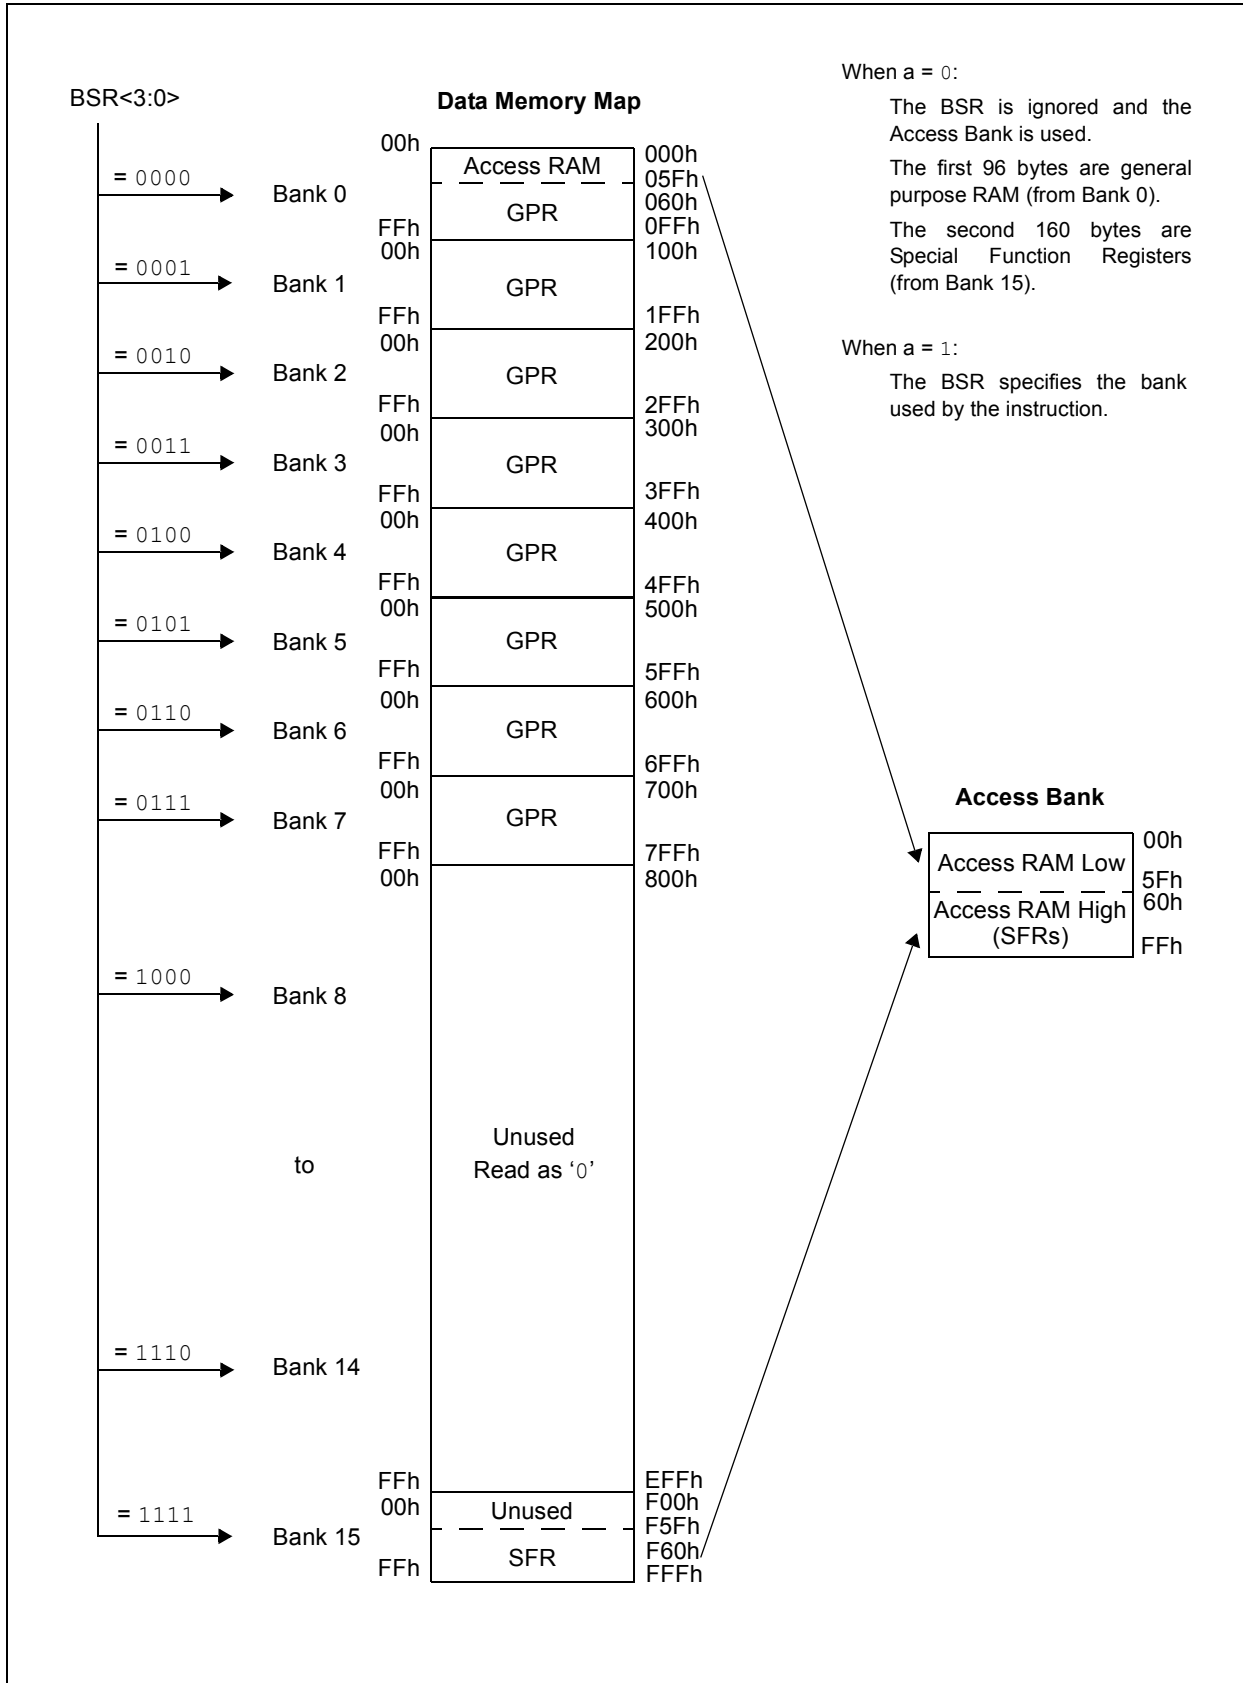 When a = 0:
The BSR is ignored and the
Access Bank is used.
The first 96 bytes are general
purpose RAM (from Bank 0).
The second 160 bytes are
Special Function Registers
(from Bank 15).
When a = 1:
The BSR specifies the bank
used by the instruction.
BSR<3:0>
Data Memory Map
= 0000
Bank 0
00h
Access RAM
000h
05Fh
GPR
060h
FFh
0FFh
= 0001
Bank 1
00h
GPR
100h
FFh
1FFh
= 0010
Bank 2
00h
GPR
200h
FFh
2FFh
= 0011
Bank 3
00h
GPR
300h
FFh
3FFh
= 0100
Bank 4
00h
GPR
400h
FFh
4FFh
= 0101
Bank 5
00h
GPR
500h
FFh
5FFh
= 0110
Bank 6
00h
GPR
600h
FFh
6FFh
= 0111
Bank 7
00h
GPR
700h
FFh
7FFh
= 1000
Bank 8
00h
800h
to
Unused
Read as ‘0’
= 1110
Bank 14
FFh
EFFh
= 1111
Bank 15
00h
Unused
F00h
F5Fh
SFR
F60h
FFh
FFFh
Access Bank
Access RAM Low
00h
5Fh
Access RAM High
(SFRs)
60h
FFh